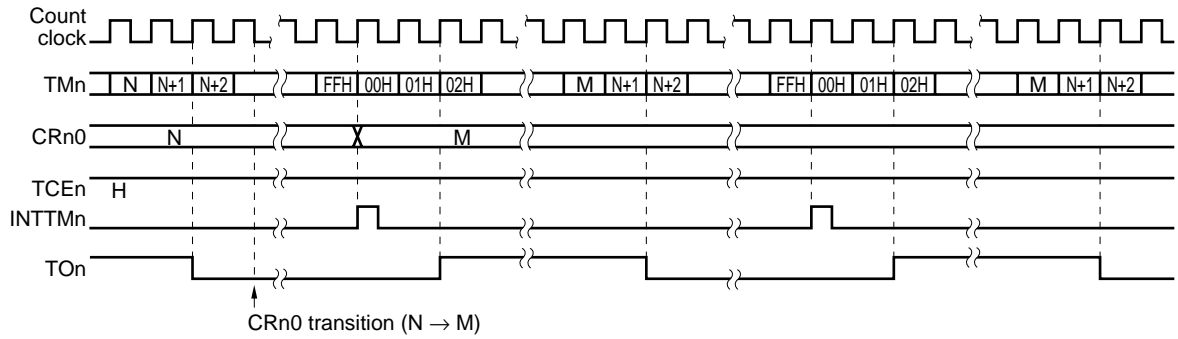 Count
clock
TMn N N+1 N+2 FFH 00H 01H 02H M N+1 N+2 FFH 00H 01H 02H M N+1 N+2
CRn0 N M
TCEn H
INTTMn
TOn
CRn0 transition (N → M)